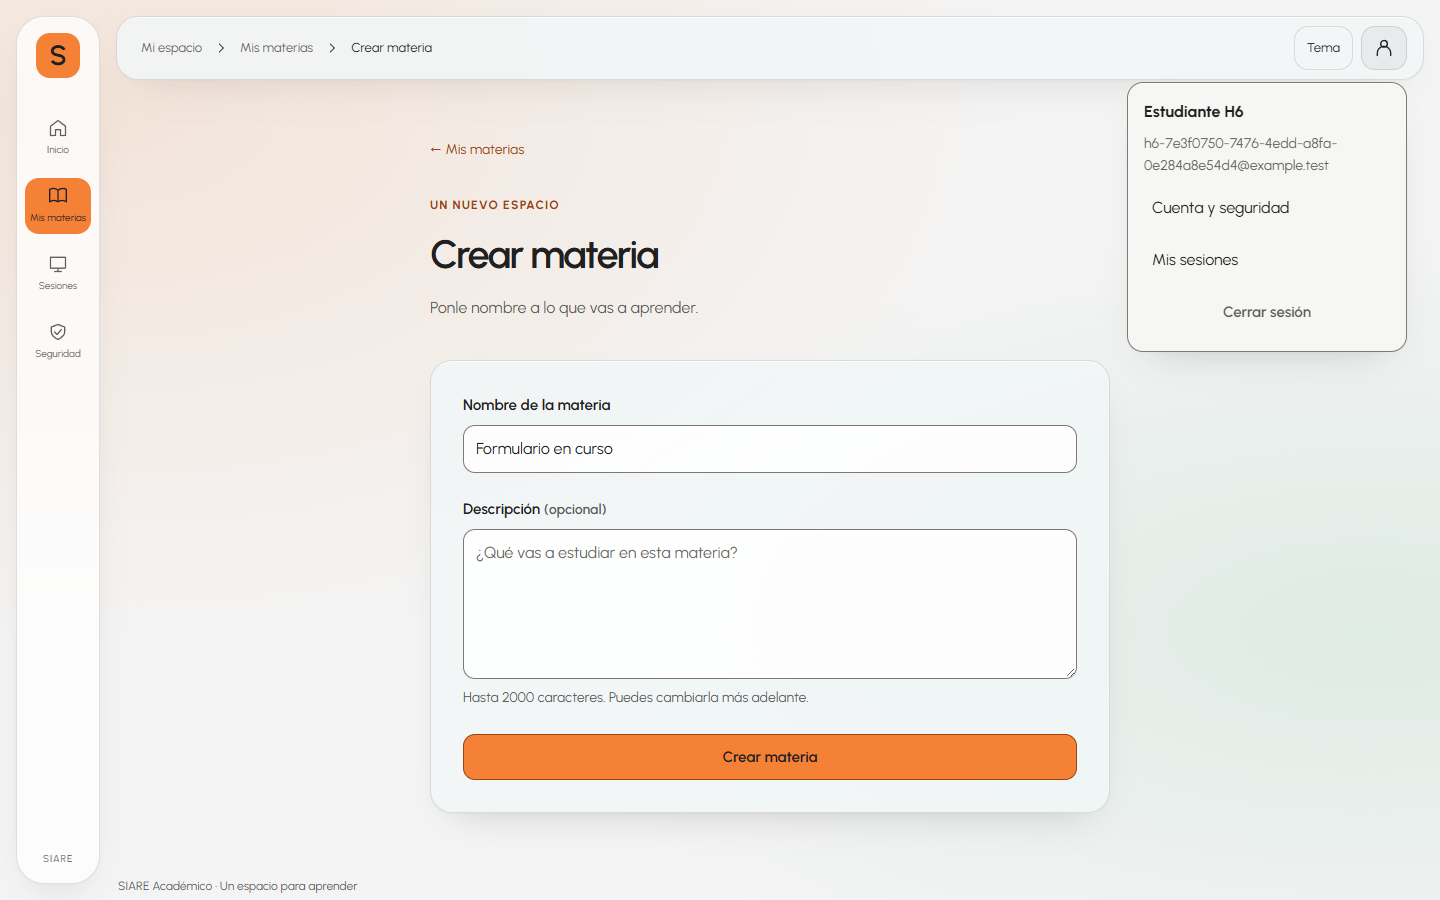 S
Inicio
Mis materias
Sesiones
Seguridad
SIARE
Mi espacio > Mis materias > Crear materia
Tema
Estudiante H6
h6-7e3f0750-7476-4edd-a8fa-
0e284a8e54d4@example.test
Cuenta y seguridad
Mis sesiones
Cerrar sesión
← Mis materias
UN NUEVO ESPACIO
Crear materia
Ponle nombre a lo que vas a aprender.
Nombre de la materia
Formulario en curso
Descripción (opcional)
¿Qué vas a estudiar en esta materia?
Hasta 2000 caracteres. Puedes cambiarla más adelante.
Crear materia
SIARE Académico · Un espacio para aprender